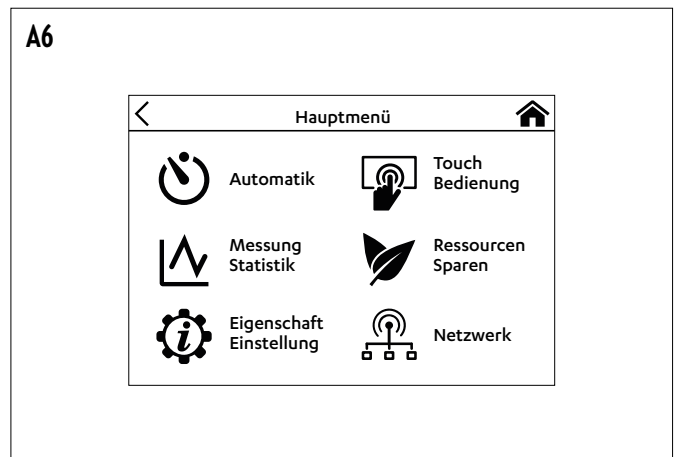 A6
Hauptmenü
Automatik
Touch
Bedienung
Messung
Statistik
Ressourcen
Sparen
Eigenschaft
Einstellung
Netzwerk